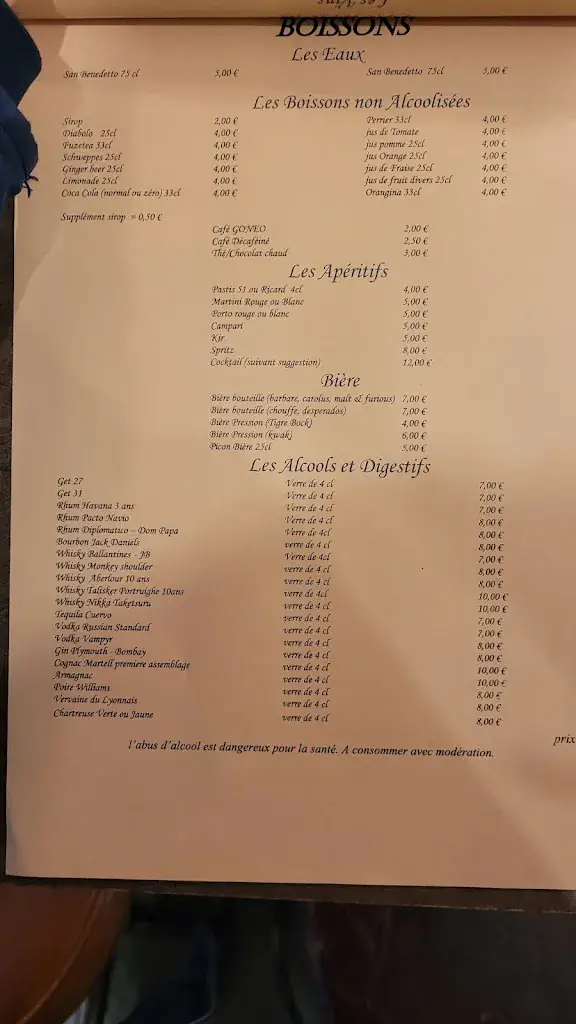 Les Vins
BOISSONS
Les Eaux
San Benedetto 75 cl 5,00 € San Benedetto 75cl 5,00 €
Les Boissons non Alcoolisées
Sirop 2,00 € Perrier 33cl 4,00 €
Diabolo 25cl 4,00 € jus de Tomate 4,00 €
Fuzetea 33cl 4,00 € jus pomme 25cl 4,00 €
Schweppes 25cl 4,00 € jus Orange 25cl 4,00 €
Ginger beer 25cl 4,00 € jus de Fraise 25cl 4,00 €
Limonade 25cl 4,00 € jus de fruit divers 25cl 4,00 €
Coca Cola (normal ou zéro) 33cl 4,00 € Orangina 33cl 4,00 €
Supplément sirop = 0,50 €
Café GONEO 2,00 €
Café Décaféiné 2,50 €
Thé/Chocolat chaud 3,00 €
Les Apéritifs
Pastis 51 ou Ricard 4cl 4,00 €
Martini Rouge ou Blanc 5,00 €
Porto rouge ou blanc 5,00 €
Campari 5,00 €
Kir 5,00 €
Spritz 8,00 €
Cocktail (suivant suggestion) 12,00 €
Bière
Bière bouteille (barbare, carolus, malt & furious) 7,00 €
Bière bouteille (chouffe, desperados) 7,00 €
Bière Pression (Tigre Bock) 4,00 €
Bière Pression (kwak) 6,00 €
Picon Bière 25cl 5,00 €
Les Alcools et Digestifs
Get 27 Verre de 4 cl 7,00 €
Get 31 Verre de 4 cl 7,00 €
Rhum Havana 3 ans Verre de 4 cl 7,00 €
Rhum Pacto Navio Verre de 4 cl 8,00 €
Rhum Diplomatico – Dom Papa Verre de 4cl 8,00 €
Bourbon Jack Daniels verre de 4 cl 8,00 €
Whisky Ballantines - JB Verre de 4cl 7,00 €
Whisky Monkey shoulder verre de 4 cl 8,00 €
Whisky Aberlour 10 ans verre de 4 cl 8,00 €
Whisky Talisker Portruighe 10ans verre de 4cl 10,00 €
Whisky Nikka Taketsuru verre de 4 cl 10,00 €
Tequila Cuervo verre de 4 cl 7,00 €
Vodka Russian Standard verre de 4 cl 7,00 €
Vodka Vampyr verre de 4 cl 8,00 €
Gin Plymouth - Bombay verre de 4 cl 8,00 €
Cognac Martell premiere assemblage verre de 4 cl 10,00 €
Armagnac verre de 4 cl 10,00 €
Poire Williams verre de 4 cl 8,00 €
Vervaine du Lyonnais verre de 4 cl 8,00 €
Chartreuse Verte ou Jaune verre de 4 cl 8,00 €
prix
l'abus d'alcool est dangereux pour la santé. A consommer avec modération.